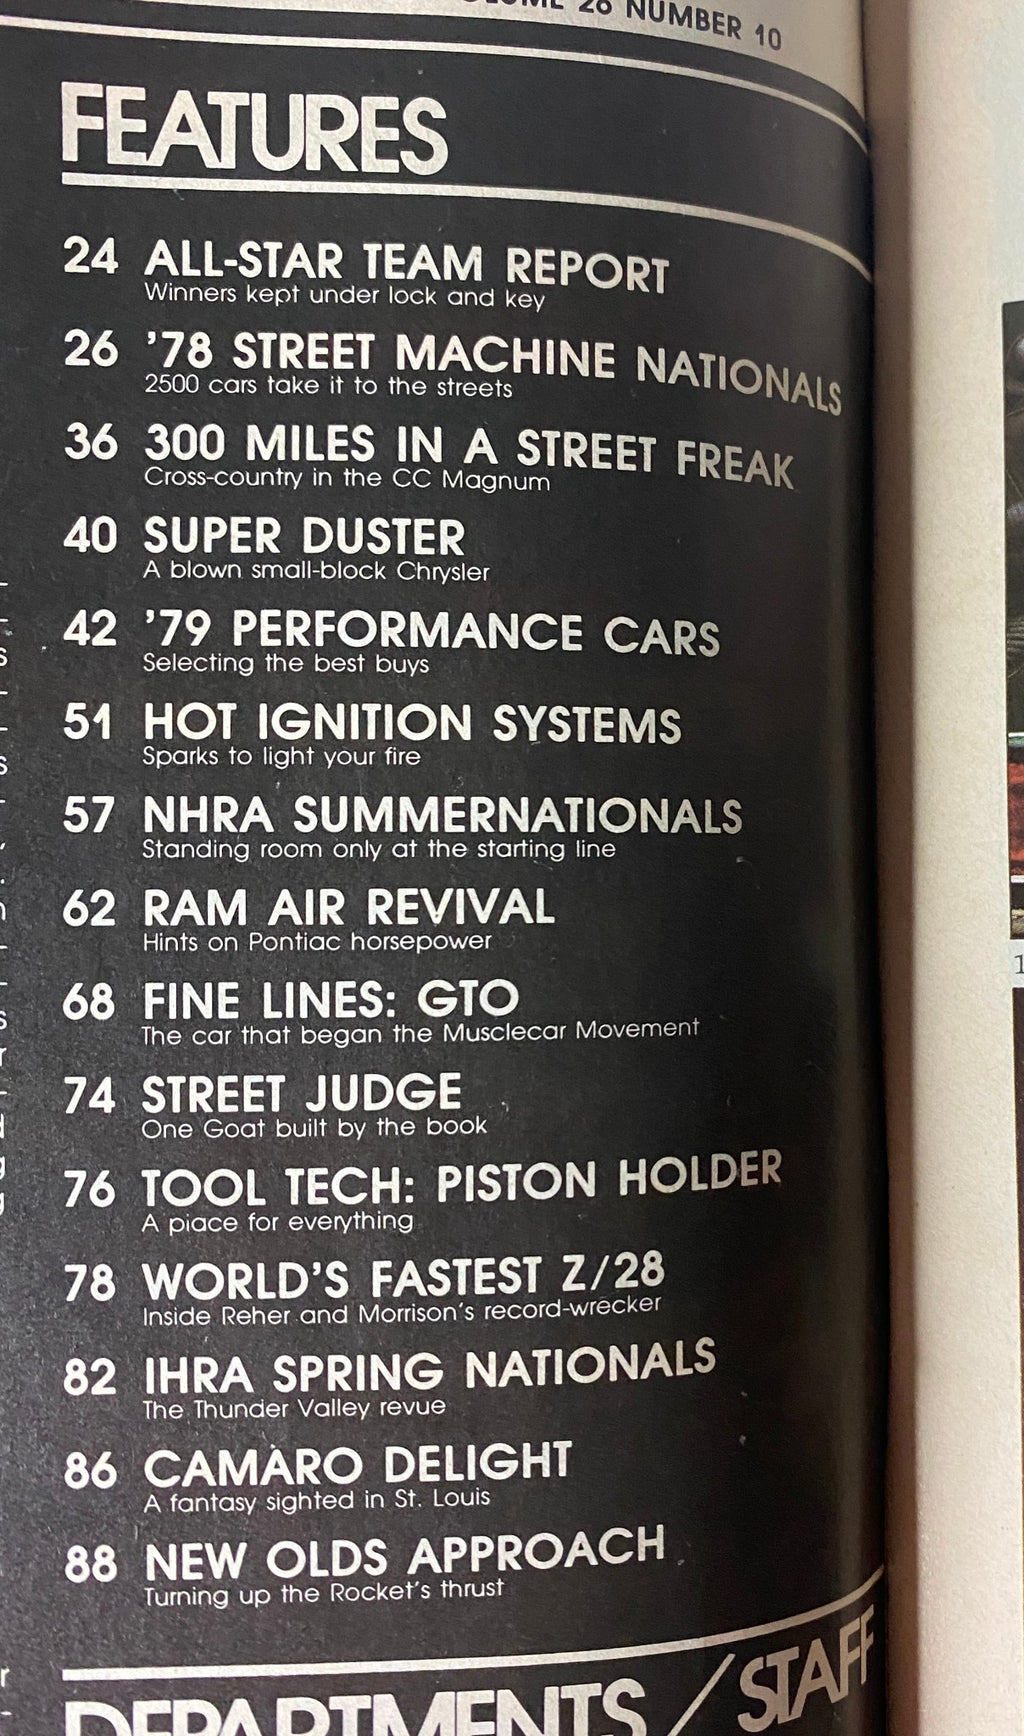 26 NUMBER 10
FEATURES
24 ALL-STAR TEAM REPORT
Winners kept under lock and key
26 '78 STREET MACHINE NATIONALS
2500 cars take it to the streets
36 300 MILES IN A STREET FREAK
Cross-country in the CC Magnum
40 SUPER DUSTER
A blown small-block Chrysler
42 '79 PERFORMANCE CARS
Selecting the best buys
51 HOT IGNITION SYSTEMS
Sparks to light your fire
57 NHRA SUMMERNATIONALS
Standing room only at the starting line
62 RAM AIR REVIVAL
Hints on Pontiac horsepower
68 FINE LINES: GTO
The car that began the Musclecar Movement
74 STREET JUDGE
One Goat built by the book
76 TOOL TECH: PISTON HOLDER
A place for everything
78 WORLD'S FASTEST Z/28
Inside Reher and Morrison's record-wrecker
82 IHRA SPRING NATIONALS
The Thunder Valley revue
86 CAMARO DELIGHT
A fantasy sighted in St. Louis
88 NEW OLDS APPROACH
Turning up the Rocket's thrust
DEPARTMENTS/STAFF